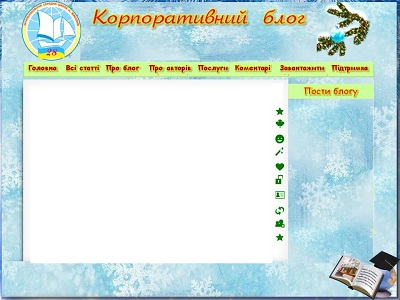 Корпоративний блог
28
Головна Всі статті Про блог Про авторів Послуги Коментарі Завантажити Підтримка
Пости блогу